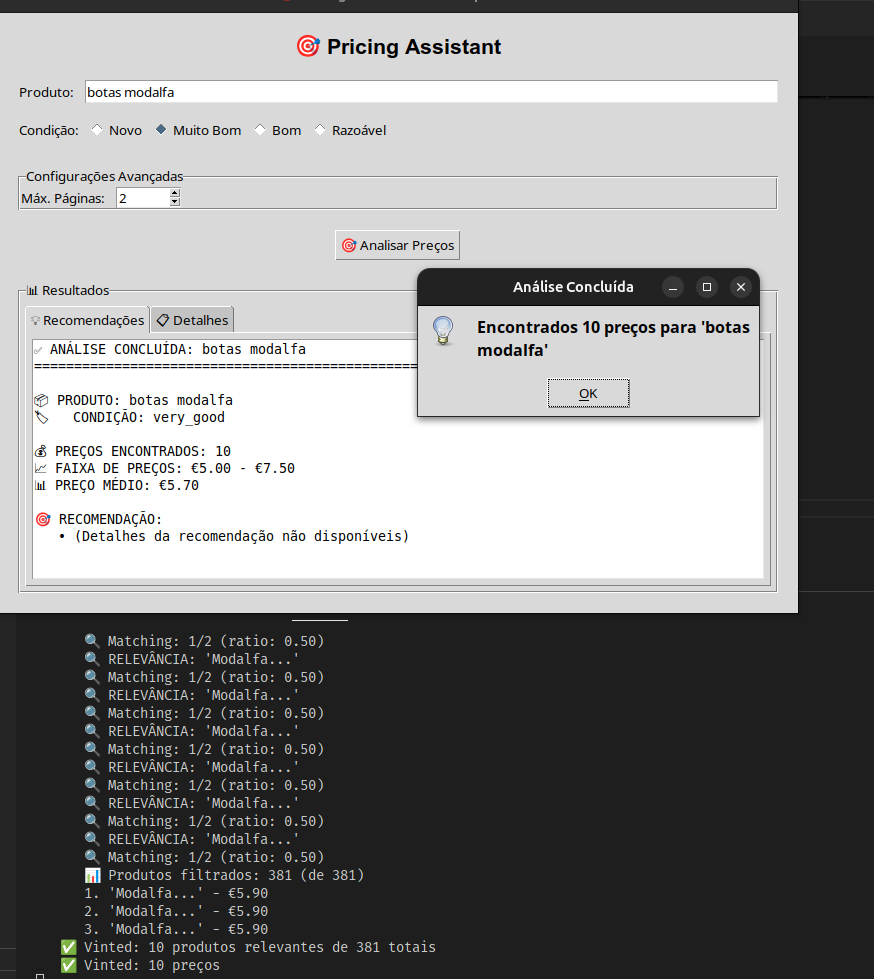 Pricing Assistant
Produto: botas modalfa
Condição: Novo Muito Bom Bom Razoável
Configurações Avançadas
Máx. Páginas: 2
Analisar Preços
Resultados
Recomendações Detalhes
ANÁLISE CONCLUÍDA: botas modalfa
================================================
PRODUTO: botas modalfa
CONDIÇÃO: very_good
PREÇOS ENCONTRADOS: 10
FAIXA DE PREÇOS: €5.00 - €7.50
PREÇO MÉDIO: €5.70
RECOMENDAÇÃO:
• (Detalhes da recomendação não disponíveis)
Análise Concluída
Encontrados 10 preços para 'botas
modalfa'
OK
Matching: 1/2 (ratio: 0.50)
RELEVÂNCIA: 'Modalfa...'
Matching: 1/2 (ratio: 0.50)
RELEVÂNCIA: 'Modalfa...'
Matching: 1/2 (ratio: 0.50)
RELEVÂNCIA: 'Modalfa...'
Matching: 1/2 (ratio: 0.50)
RELEVÂNCIA: 'Modalfa...'
Matching: 1/2 (ratio: 0.50)
RELEVÂNCIA: 'Modalfa...'
Matching: 1/2 (ratio: 0.50)
RELEVÂNCIA: 'Modalfa...'
Matching: 1/2 (ratio: 0.50)
Produtos filtrados: 381 (de 381)
1. 'Modalfa...' - €5.90
2. 'Modalfa...' - €5.90
3. 'Modalfa...' - €5.90
Vinted: 10 produtos relevantes de 381 totais
Vinted: 10 preços